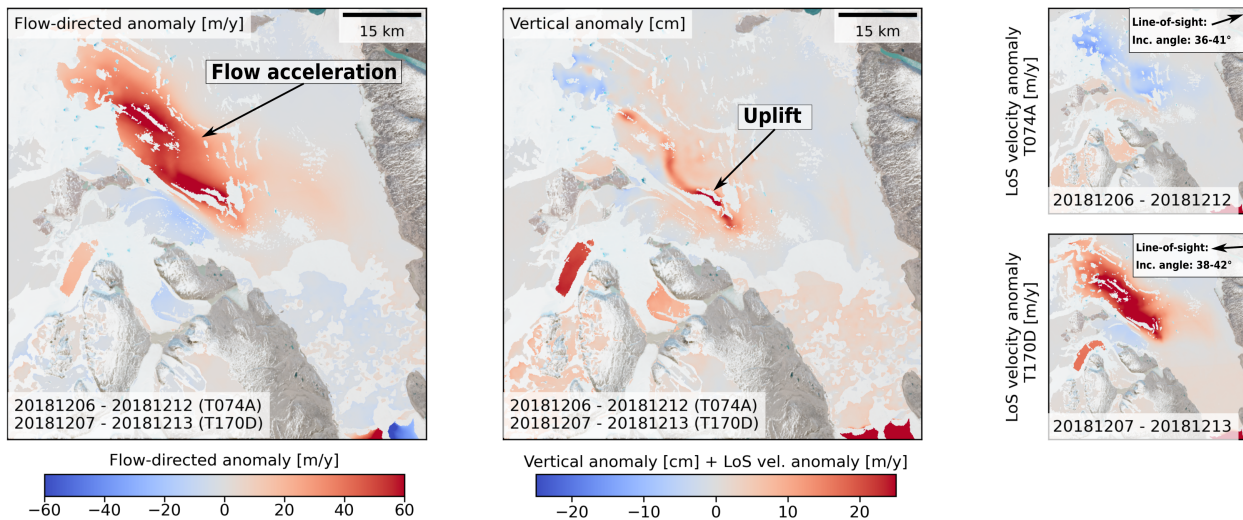 Flow-directed anomaly [m/y]
15 km
Flow acceleration
20181206 - 20181212 (T074A)
20181207 - 20181213 (T170D)
Flow-directed anomaly [m/y]
−60 −40 −20 0 20 40 60
Vertical anomaly [cm]
15 km
Uplift
20181206 - 20181212 (T074A)
20181207 - 20181213 (T170D)
Vertical anomaly [cm] + LoS vel. anomaly [m/y]
−20 −10 0 10 20
LoS velocity anomaly
T074A [m/y]
Line-of-sight:
Inc. angle: 36-41°
20181206 - 20181212
LoS velocity anomaly
T170D [m/y]
Line-of-sight:
Inc. angle: 38-42°
20181207 - 20181213